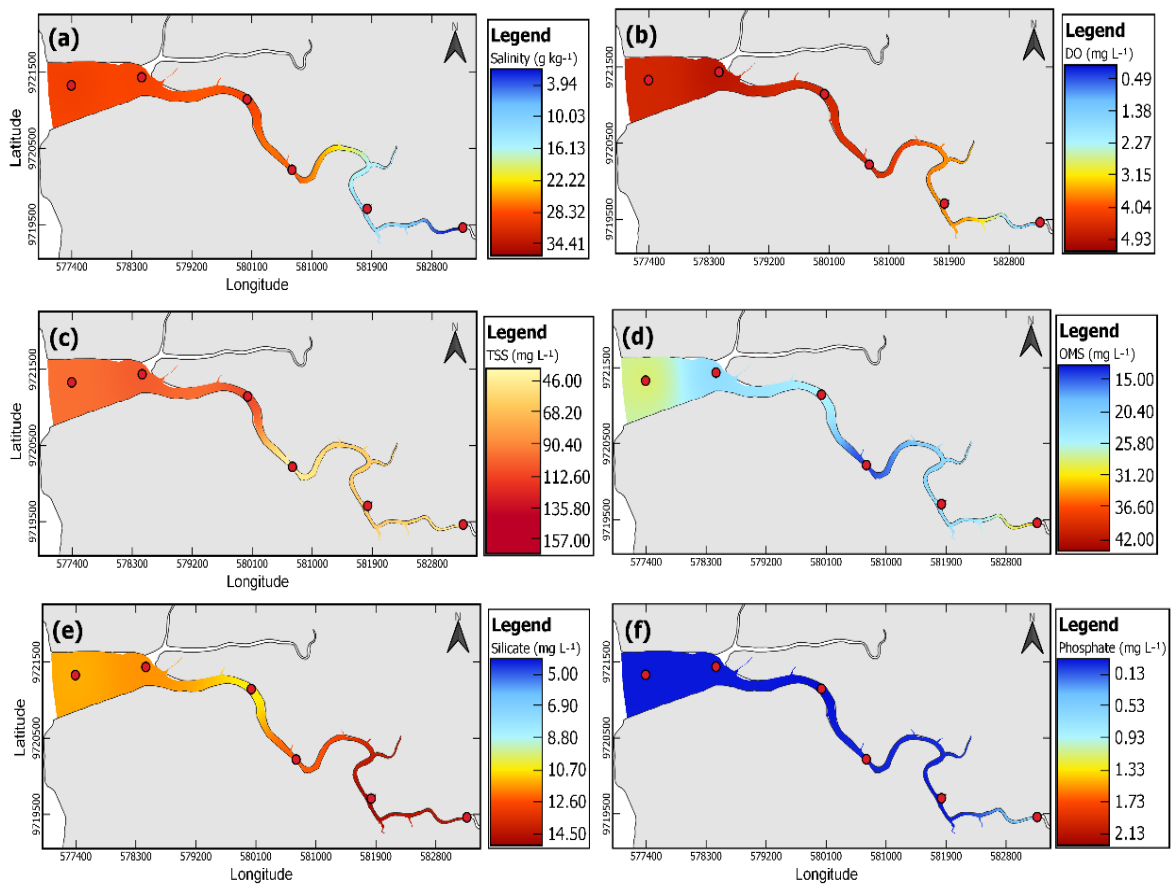 (a)
N
Legend
Salinity (g kg⁻¹)
3.94
10.03
16.13
22.22
28.32
34.41
Latitude
9721500
9720500
9719500
577400 578300 579200 580100 581000 581900 582800
Longitude
(b)
N
Legend
DO (mg L⁻¹)
0.49
1.38
2.27
3.15
4.04
4.93
9721500
9720500
9719500
577400 578300 579200 580100 581000 581900 582800
(c)
N
Legend
TSS (mg L⁻¹)
46.00
68.20
90.40
112.60
135.80
157.00
Latitude
9721500
9720500
9719500
577400 578300 579200 580100 581000 581900 582800
Longitude
(d)
N
Legend
OMS (mg L⁻¹)
15.00
20.40
25.80
31.20
36.60
42.00
9721500
9720500
9719500
577400 578300 579200 580100 581000 581900 582800
(e)
N
Legend
Silicate (mg L⁻¹)
5.00
6.90
8.80
10.70
12.60
14.50
Latitude
9721500
9720500
9719500
577400 578300 579200 580100 581000 581900 582800
Longitude
(f)
N
Legend
Phosphate (mg L⁻¹)
0.13
0.53
0.93
1.33
1.73
2.13
9721500
9720500
9719500
577400 578300 579200 580100 581000 581900 582800
Longitude